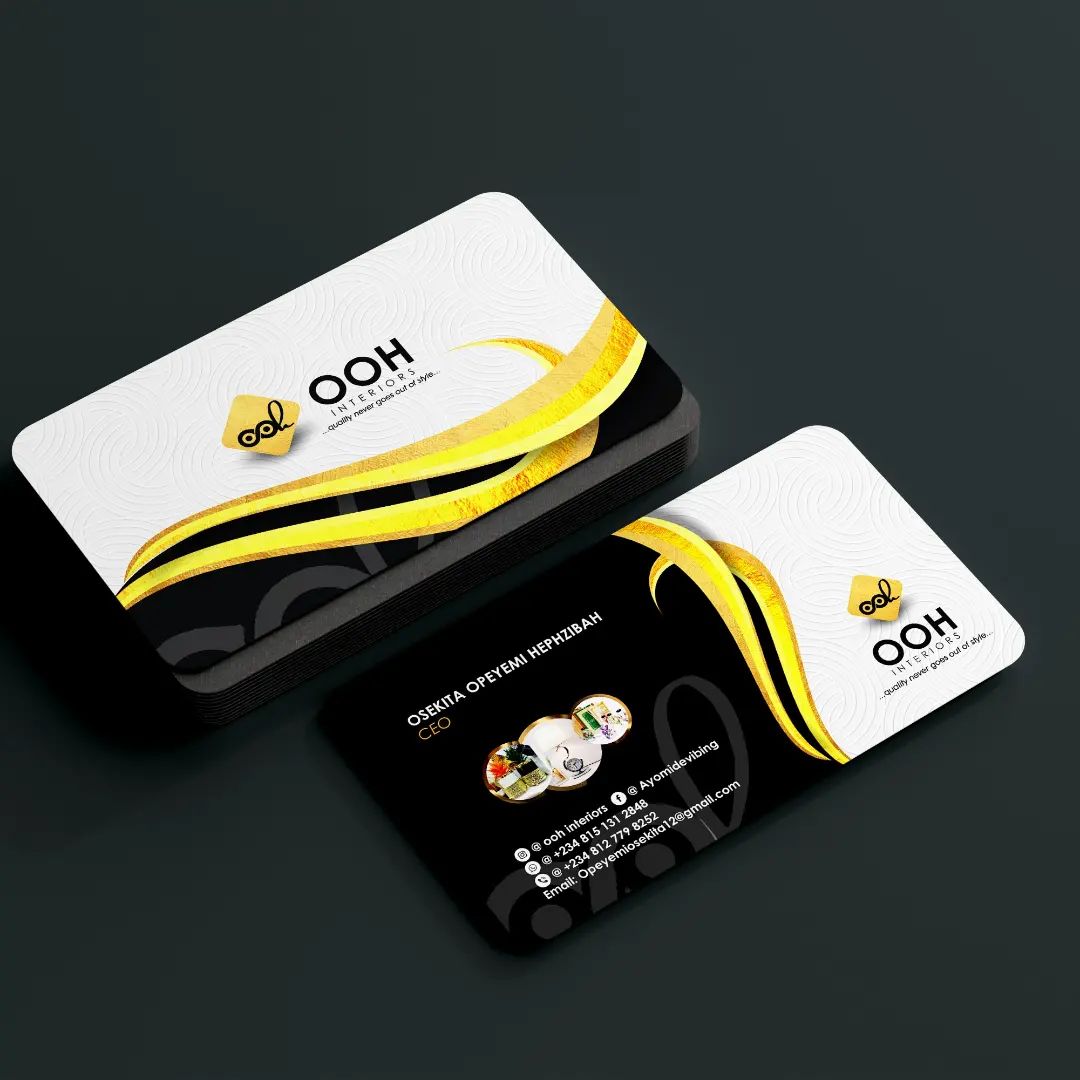 ooh
OOH
INTERIORS
...quality never goes out of style...
ooh
OOH
INTERIORS
...quality never goes out of style...
OSEKITA OPEYEMI HEPHZIBAH
CEO
@ ooh interiors @ Ayomidevibing
@ +234 815 131 2848
@ +234 812 779 8252
Email: Opeyemiosekita12@gmail.com